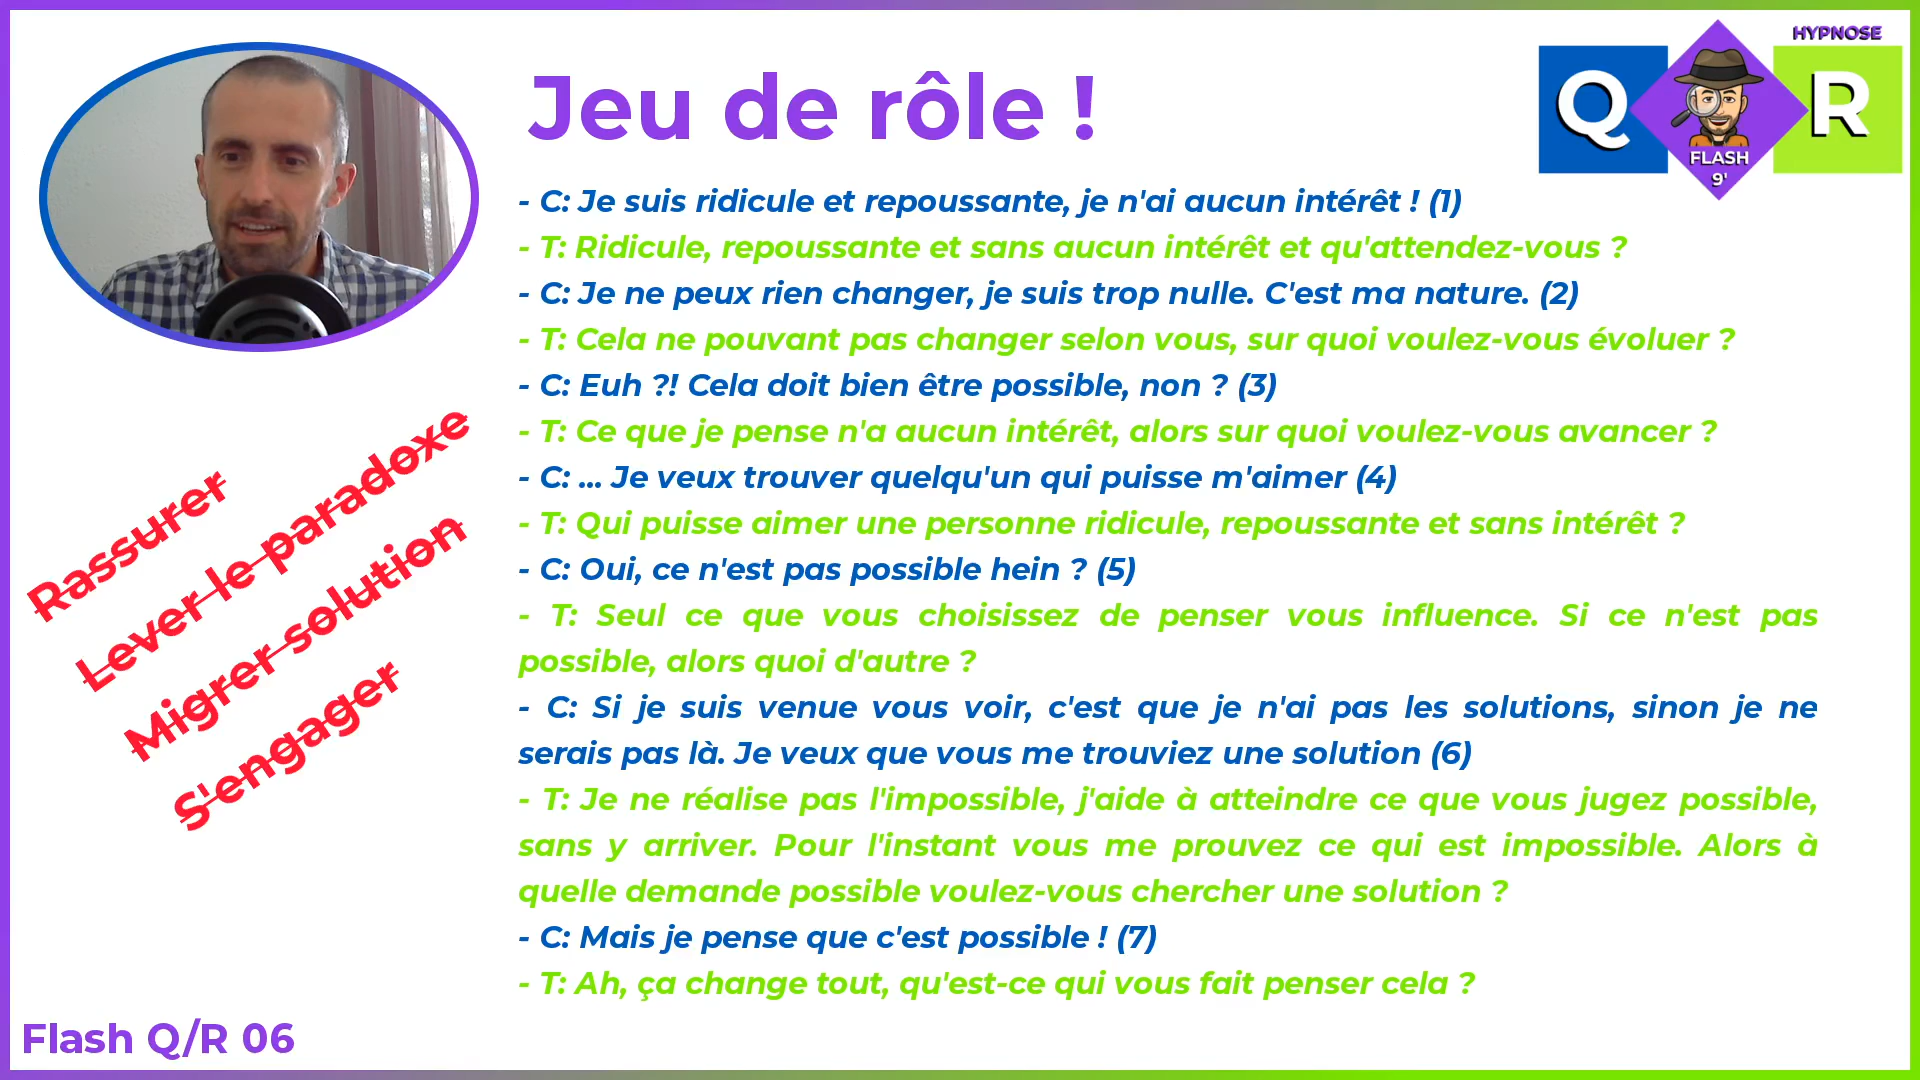 HYPNOSE
Q
R
FLASH
9'
Jeu de rôle !
- C: Je suis ridicule et repoussante, je n'ai aucun intérêt ! (1)
- T: Ridicule, repoussante et sans aucun intérêt et qu'attendez-vous ?
- C: Je ne peux rien changer, je suis trop nulle. C'est ma nature. (2)
- T: Cela ne pouvant pas changer selon vous, sur quoi voulez-vous évoluer ?
- C: Euh ?! Cela doit bien être possible, non ? (3)
- T: Ce que je pense n'a aucun intérêt, alors sur quoi voulez-vous avancer ?
- C: ... Je veux trouver quelqu'un qui puisse m'aimer (4)
- T: Qui puisse aimer une personne ridicule, repoussante et sans intérêt ?
- C: Oui, ce n'est pas possible hein ? (5)
- T: Seul ce que vous choisissez de penser vous influence. Si ce n'est pas
possible, alors quoi d'autre ?
- C: Si je suis venue vous voir, c'est que je n'ai pas les solutions, sinon je ne
serais pas là. Je veux que vous me trouviez une solution (6)
- T: Je ne réalise pas l'impossible, j'aide à atteindre ce que vous jugez possible,
sans y arriver. Pour l'instant vous me prouvez ce qui est impossible. Alors à
quelle demande possible voulez-vous chercher une solution ?
- C: Mais je pense que c'est possible ! (7)
- T: Ah, ça change tout, qu'est-ce qui vous fait penser cela ?
Rassurer
Lever le paradoxe
Migrer solution
S'engager
Flash Q/R 06